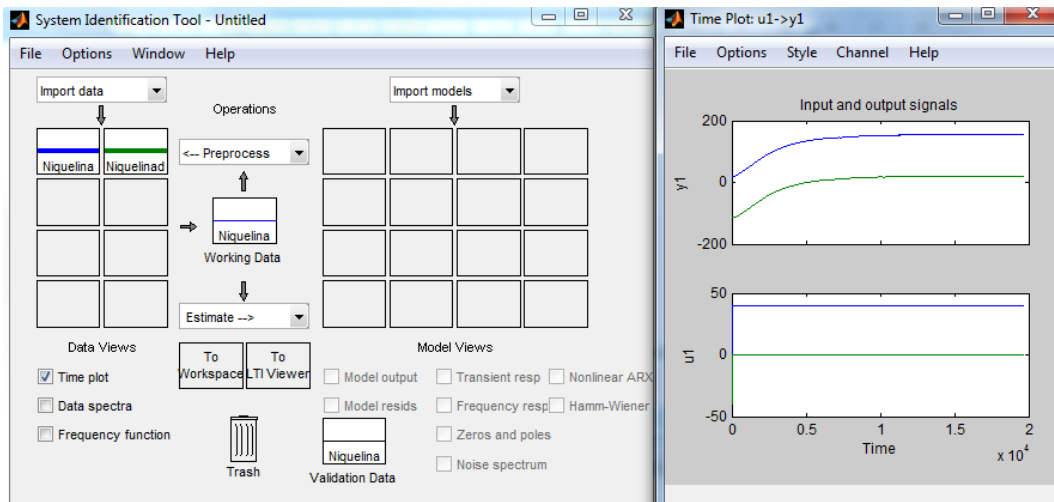 System Identification Tool - Untitled
File Options Window Help
Import data
Operations
Import models
Niquelina Niquelinad
<-- Preprocess
Niquelina
Working Data
Estimate -->
Data Views
To Workspace
To LTI Viewer
Model Views
Time plot
Data spectra
Frequency function
Model output
Transient resp
Nonlinear ARX
Model resids
Frequency resp
Hamm-Wiener
Zeros and poles
Noise spectrum
Trash
Niquelina
Validation Data
Time Plot: u1->y1
File Options Style Channel Help
Input and output signals
200
0
-200
y1
50
0
-50
u1
0 0.5 1 1.5 2
Time
x 10^4